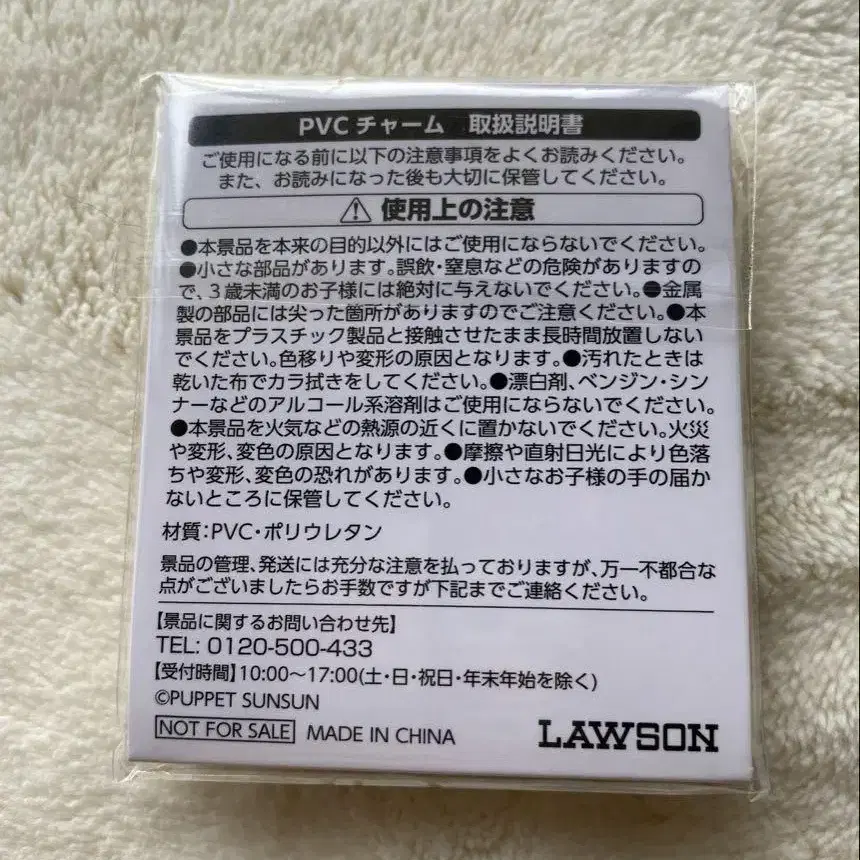 PVC チャーム 取扱説明書
ご使用になる前に以下の注意事項をよくお読みください。
また、お読みになった後も大切に保管してください。
⚠ 使用上の注意
●本景品を本来の目的以外にはご使用にならないでください。
●小さな部品があります。誤飲・窒息などの危険がありますの
で、3歳未満のお子様には絶対に与えないでください。●金属
製の部品には尖った箇所がありますのでご注意ください。●本
景品をプラスチック製品と接触させたまま長時間放置しない
でください。色移りや変形の原因となります。●汚れたときは
乾いた布でカラ拭きをしてください。●漂白剤、ベンジン・シン
ナーなどのアルコール系溶剤はご使用にならないでください。
●本景品を火気などの熱源の近くに置かないでください。火災
や変形、変色の原因となります。●摩擦や直射日光により色落
ちや変形、変色の恐れがあります。●小さなお子様の手の届か
ないところに保管してください。
材質:PVC・ポリウレタン
景品の管理、発送には充分な注意を払っておりますが、万一不都合な
点がございましたらお手数ですが下記までご連絡ください。
【景品に関するお問い合わせ先】
TEL: 0120-500-433
【受付時間】10:00〜17:00(土・日・祝日・年末年始を除く)
©PUPPET SUNSUN
NOT FOR SALE MADE IN CHINA LAWSON